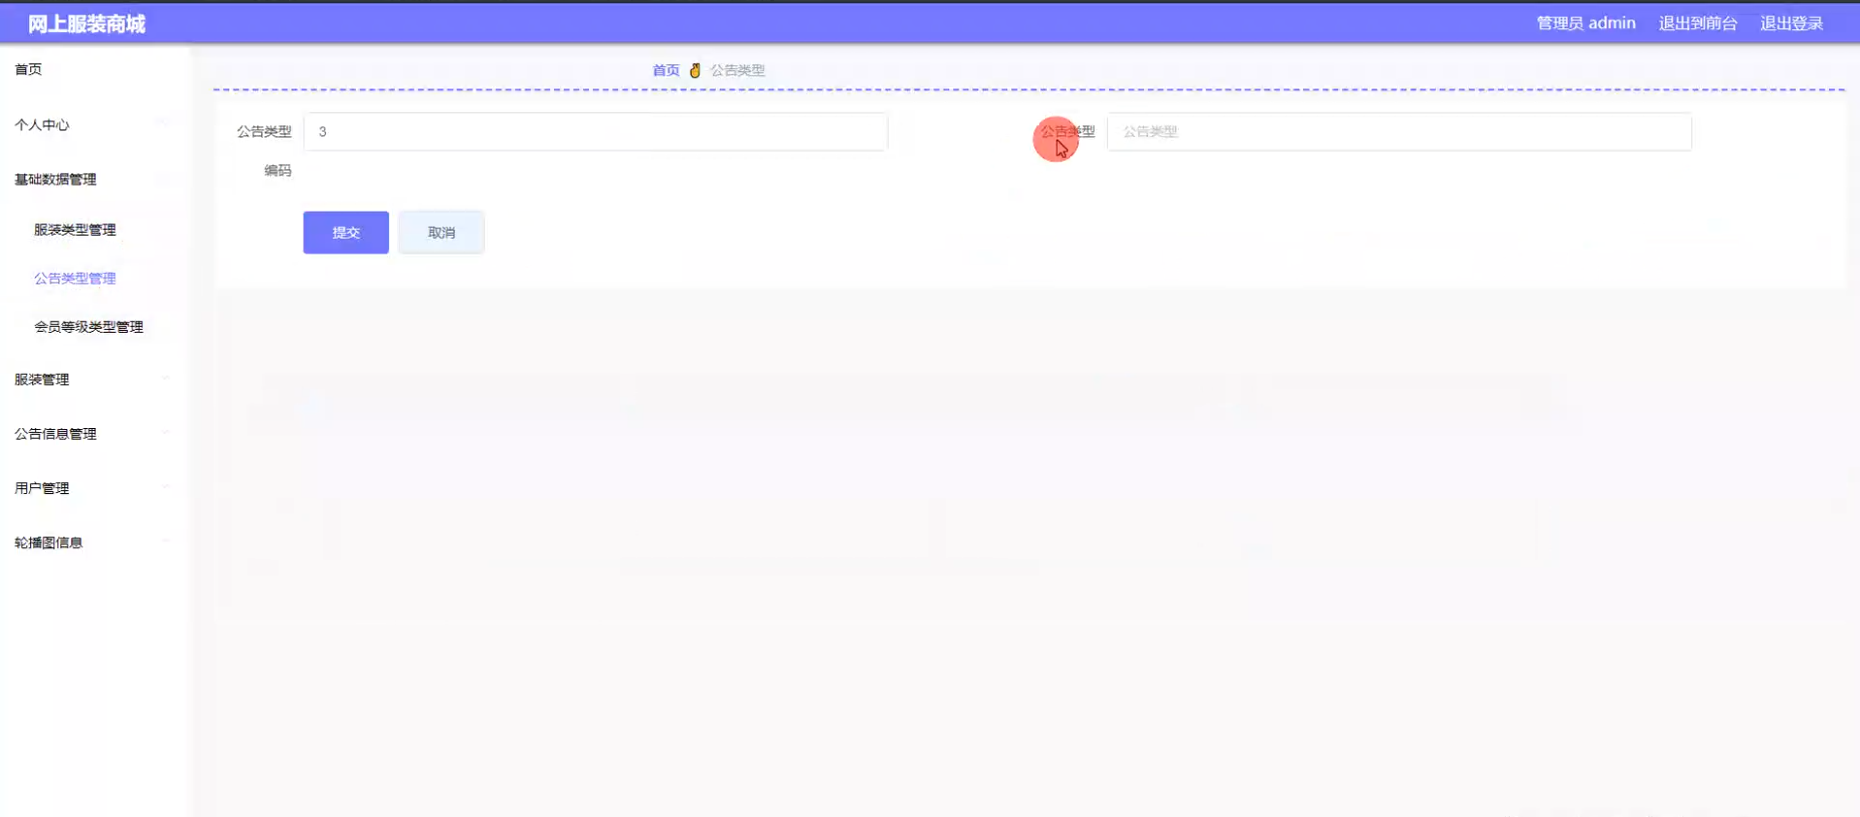 网上服装商城
管理员 admin 退出到前台 退出登录
首页
个人中心
基础数据管理
服装类型管理
公告类型管理
会员等级类型管理
服装管理
公告信息管理
用户管理
轮播图信息
首页 公告类型
公告类型
编码
3
公告类型
公告类型
提交
取消